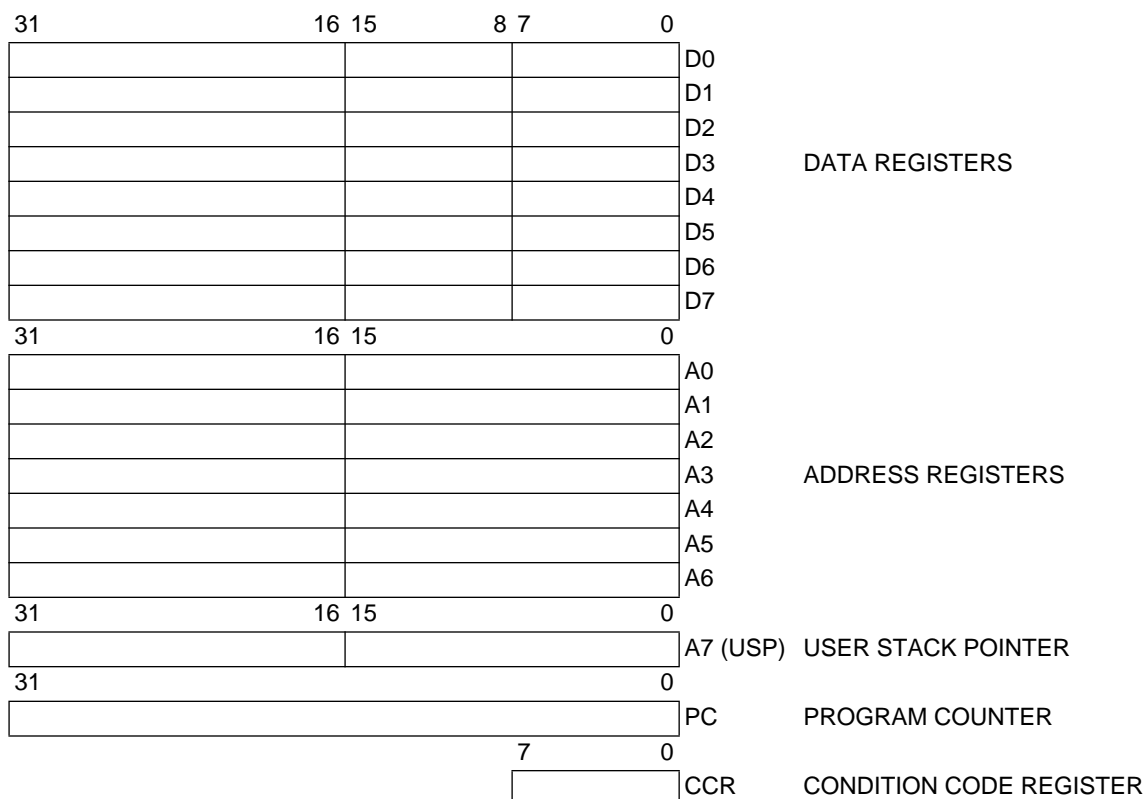 31 16 15 8 7 0
D0
D1
D2
D3 DATA REGISTERS
D4
D5
D6
D7
31 16 15 0
A0
A1
A2
A3 ADDRESS REGISTERS
A4
A5
A6
31 16 15 0
A7 (USP) USER STACK POINTER
31 0
PC PROGRAM COUNTER
7 0
CCR CONDITION CODE REGISTER